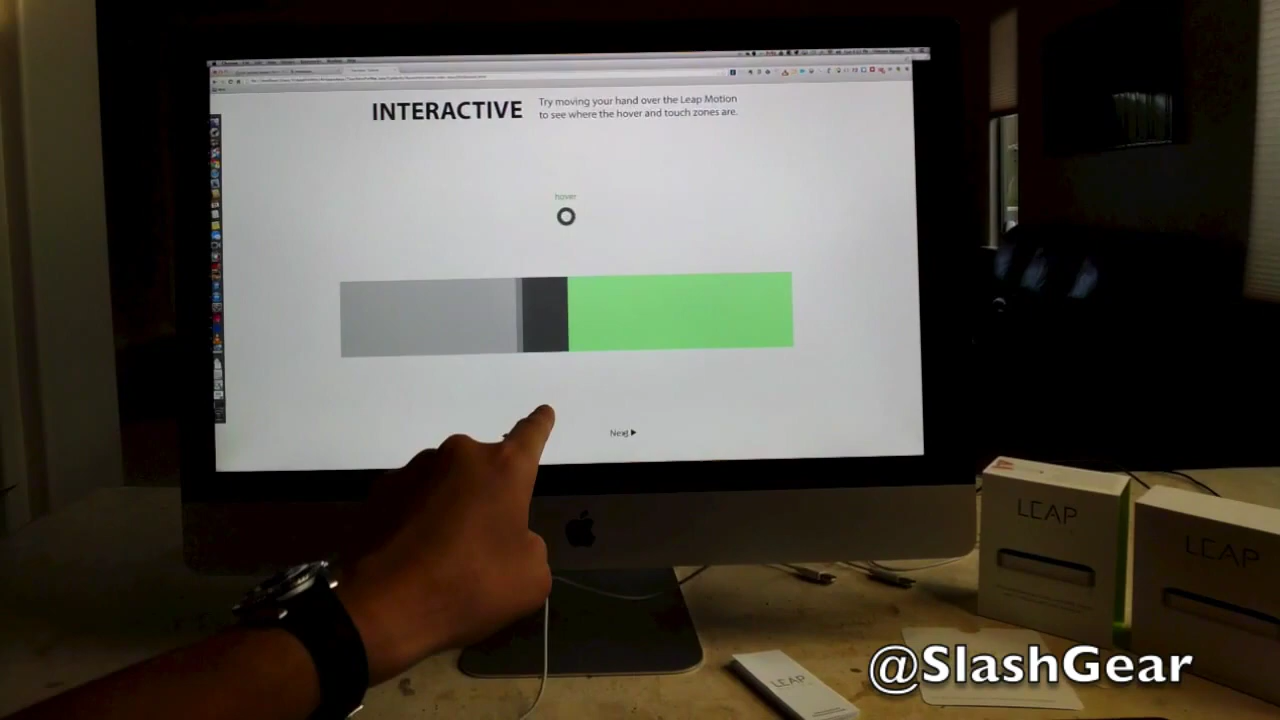 INTERACTIVE
Try moving your hand over the Leap Motion
to see where the hover and touch zones are.
hover
Next
LEAP
LEAP
LEAP
@SlashGear